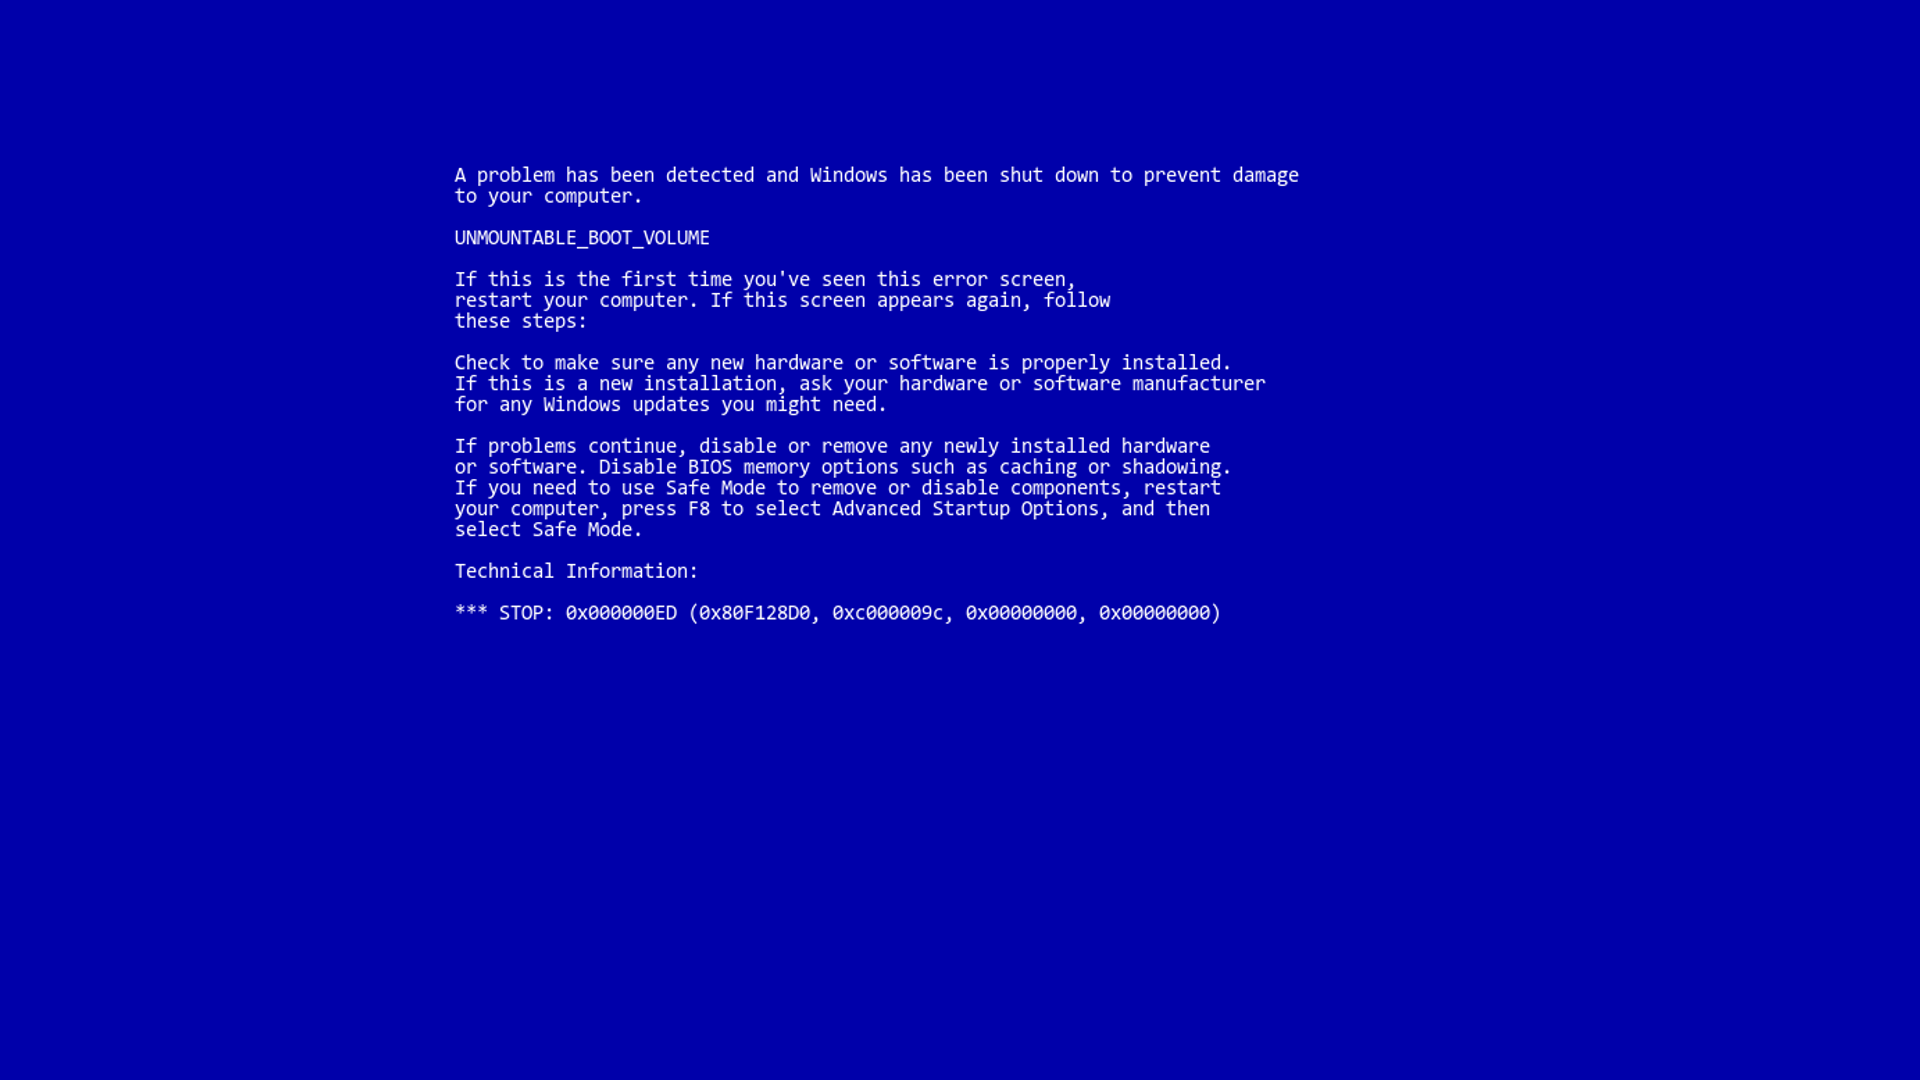 A problem has been detected and Windows has been shut down to prevent damage
to your computer.
UNMOUNTABLE_BOOT_VOLUME
If this is the first time you've seen this error screen,
restart your computer. If this screen appears again, follow
these steps:
Check to make sure any new hardware or software is properly installed.
If this is a new installation, ask your hardware or software manufacturer
for any Windows updates you might need.
If problems continue, disable or remove any newly installed hardware
or software. Disable BIOS memory options such as caching or shadowing.
If you need to use Safe Mode to remove or disable components, restart
your computer, press F8 to select Advanced Startup Options, and then
select Safe Mode.
Technical Information:
*** STOP: 0x000000ED (0x80F128D0, 0xc000009c, 0x00000000, 0x00000000)